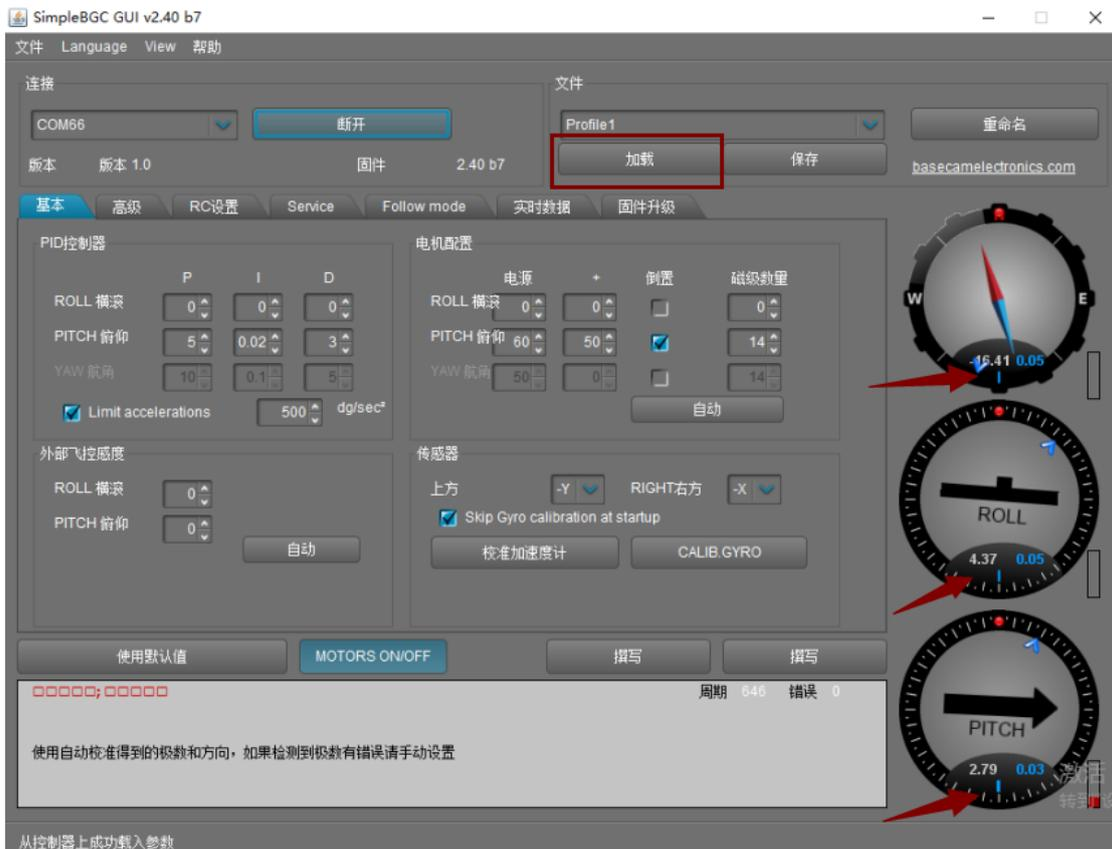 SimpleBGC GUI v2.40 b7
文件 Language View 帮助
连接 文件
COM66 断开 Profile1 重命名
版本 版本 1.0 固件 2.40 b7 加载 保存 basecamelectronics.com
基本 高级 RC设置 Service Follow mode 实时数据 固件升级
PID控制器 电机配置
P I D 电源 + 倒置 磁级数量
ROLL 横滚 0 0 0 ROLL 横滚 0 0 0
PITCH 俯仰 5 0.02 3 PITCH 俯仰 60 50 14
YAW 航角 10 0.1 5 YAW 航角 50 0 14
Limit accelerations 500 dg/sec² 自动
W E
-16.41 0.05
外部飞控感度 传感器
ROLL 横滚 0 上方 -Y RIGHT右方 -X
Skip Gyro calibration at startup
PITCH 俯仰 0
自动 校准加速度计 CALIB.GYRO
ROLL
4.37 0.05
使用默认值 MOTORS ON/OFF 撰写 撰写
□□□□□;□□□□□ 周期 646 错误 0
使用自动校准得到的极数和方向，如果检测到极数有错误请手动设置
PITCH
2.79 0.03
激活
从控制器上成功载入参数